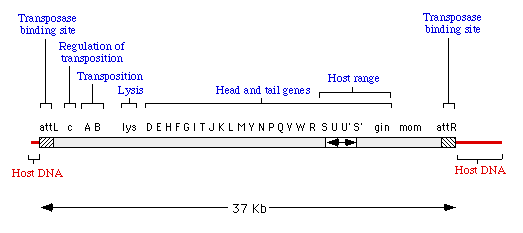 Transposase
binding site
Transposase
binding site
Regulation of
transposition
Transposition
Lysis
Host range
Head and tail genes
attL c A B lys D E H F G I T J K L M Y N P Q V W R S U U' S' gin mom attR
Host DNA
Host DNA
37 Kb